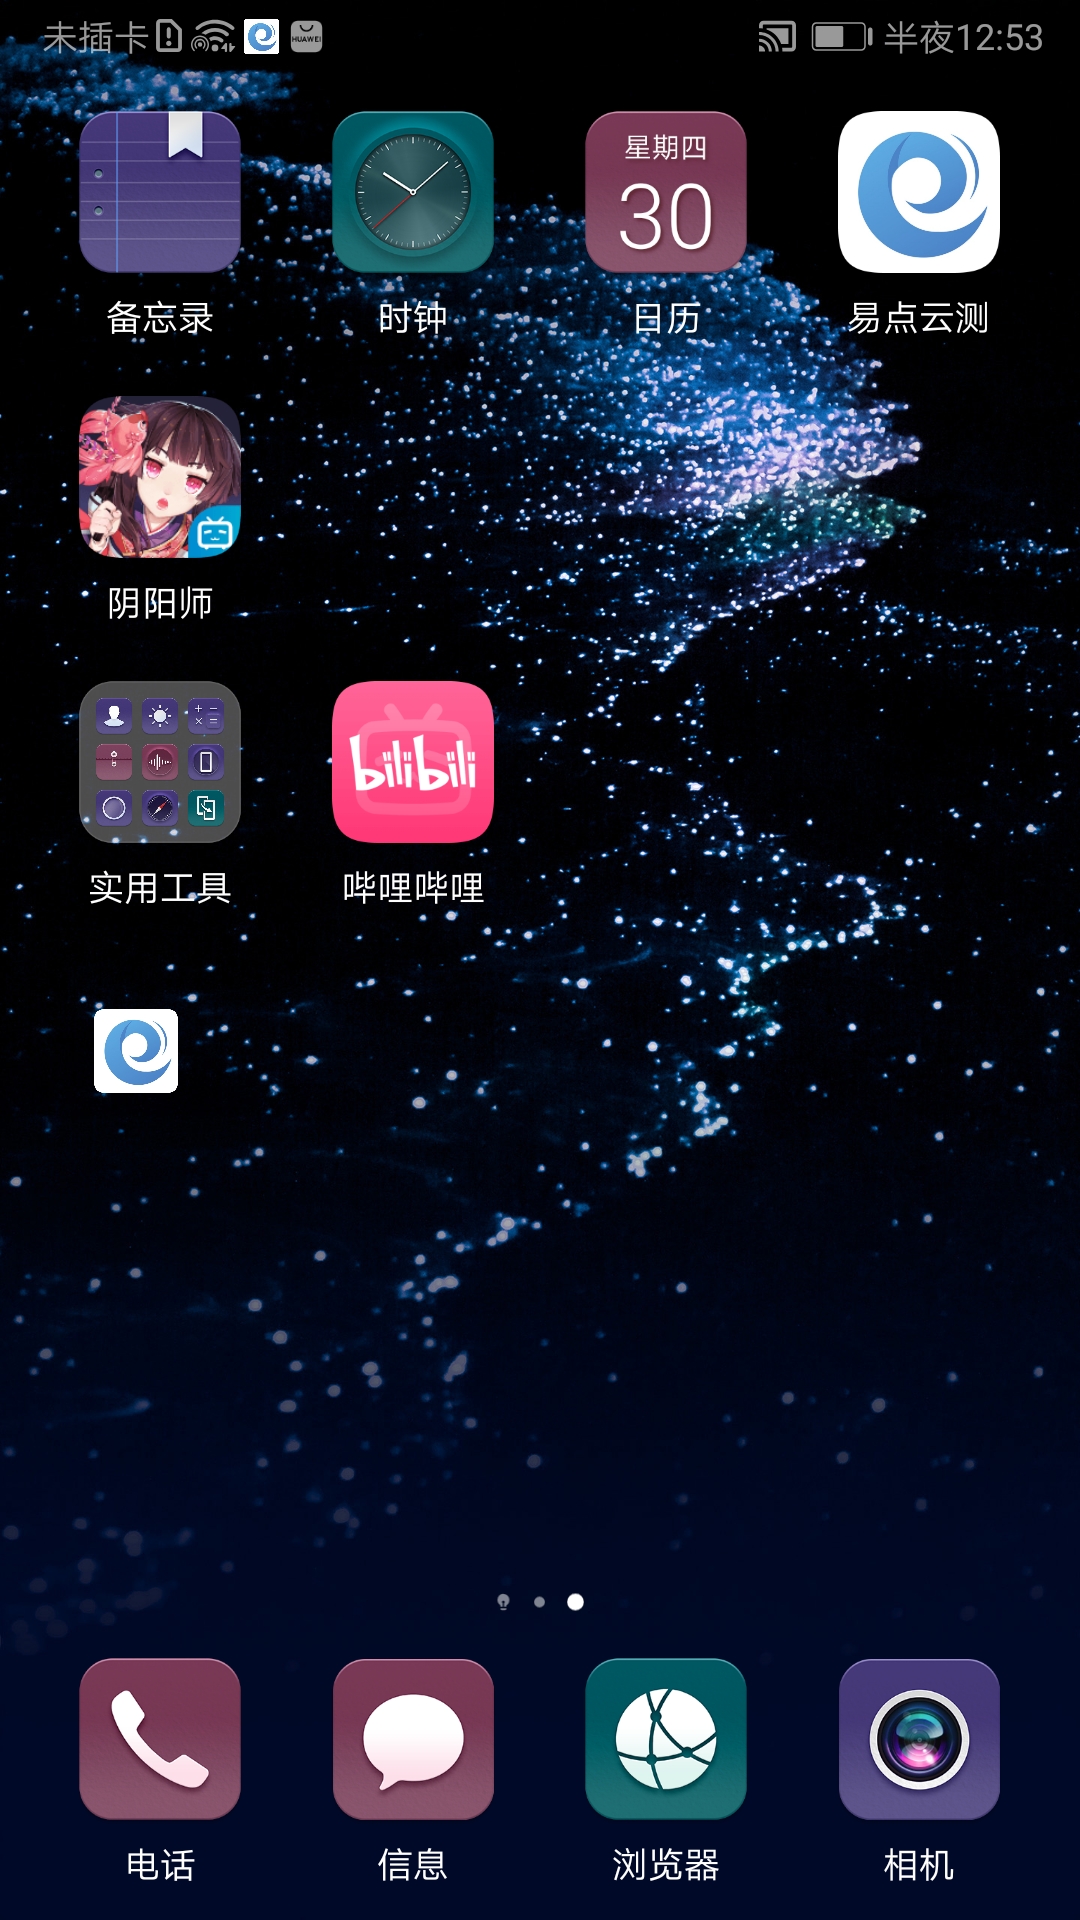 未插卡
HUAWEI
半夜12:53
星期四
30
备忘录
时钟
日历
易点云测
阴阳师
bilibili
实用工具
哔哩哔哩
电话
信息
浏览器
相机